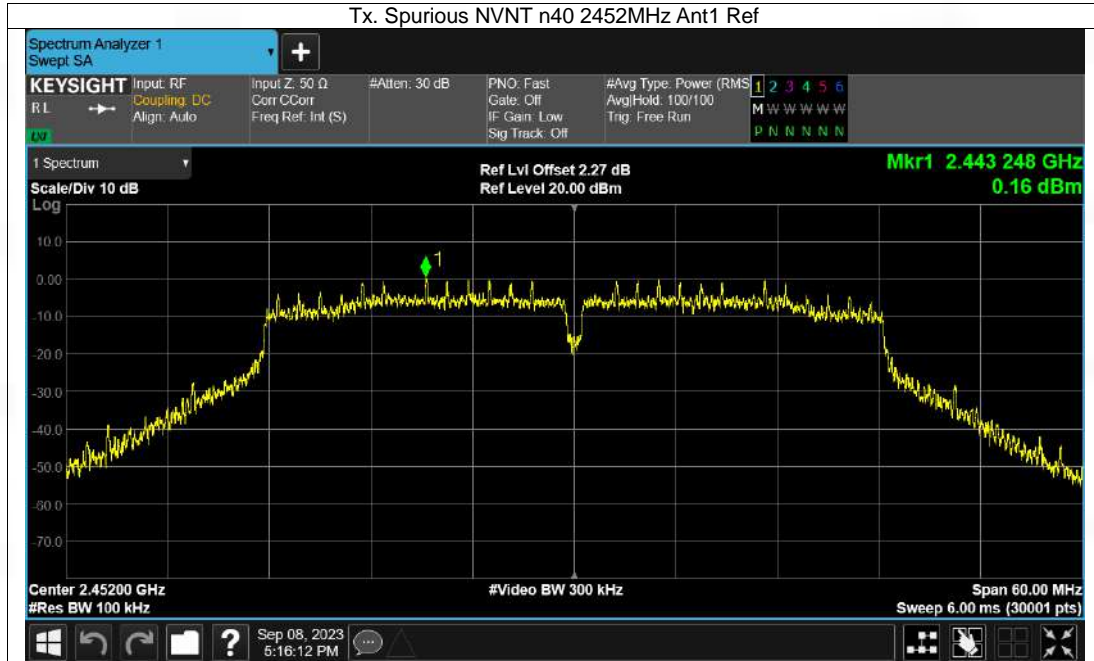 Tx. Spurious NVNT n40 2452MHz Ant1 Ref
Spectrum Analyzer 1
Swept SA
KEYSIGHT
R L
LXI
Input: RF
Coupling: DC
Align: Auto
Input Z: 50 Ω
Corr CCorr
Freq Ref: Int (S)
#Atten: 30 dB
PNO: Fast
Gate: Off
IF Gain: Low
Sig Track: Off
#Avg Type: Power (RMS
Avg|Hold: 100/100
Trig: Free Run
1 2 3 4 5 6
M W W W W W
P N N N N N
1 Spectrum
Scale/Div 10 dB
Log
Ref Lvl Offset 2.27 dB
Ref Level 20.00 dBm
Mkr1 2.443 248 GHz
0.16 dBm
1
10.0
0.00
-10.0
-20.0
-30.0
-40.0
-50.0
-60.0
-70.0
Center 2.45200 GHz
#Res BW 100 kHz
#Video BW 300 kHz
Span 60.00 MHz
Sweep 6.00 ms (30001 pts)
?
Sep 08, 2023
5:16:12 PM